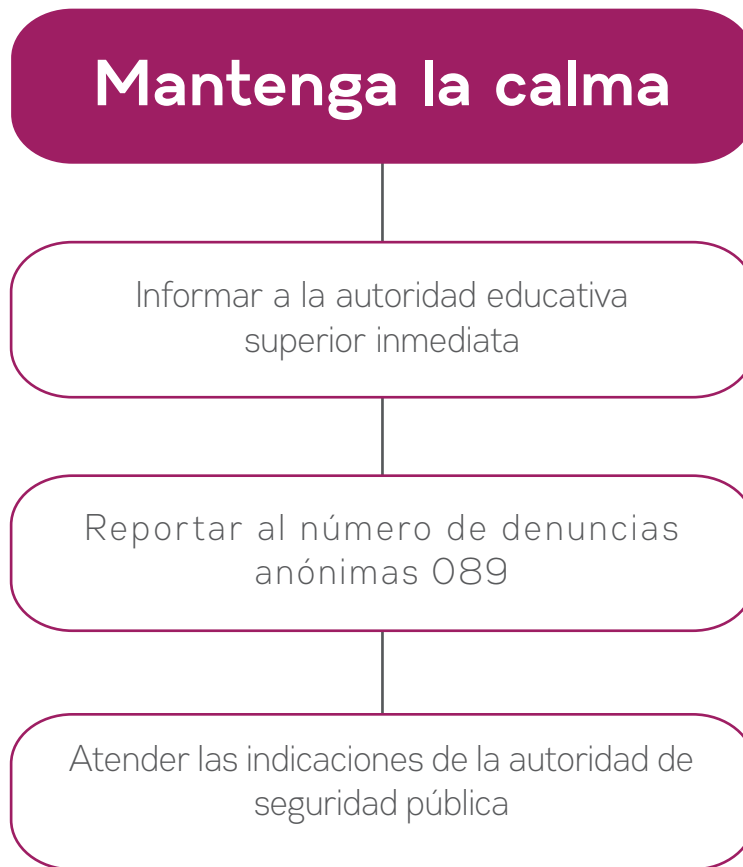 Mantenga la calma
Informar a la autoridad educativa
superior inmediata
Reportar al número de denuncias
anónimas 089
Atender las indicaciones de la autoridad de
seguridad pública